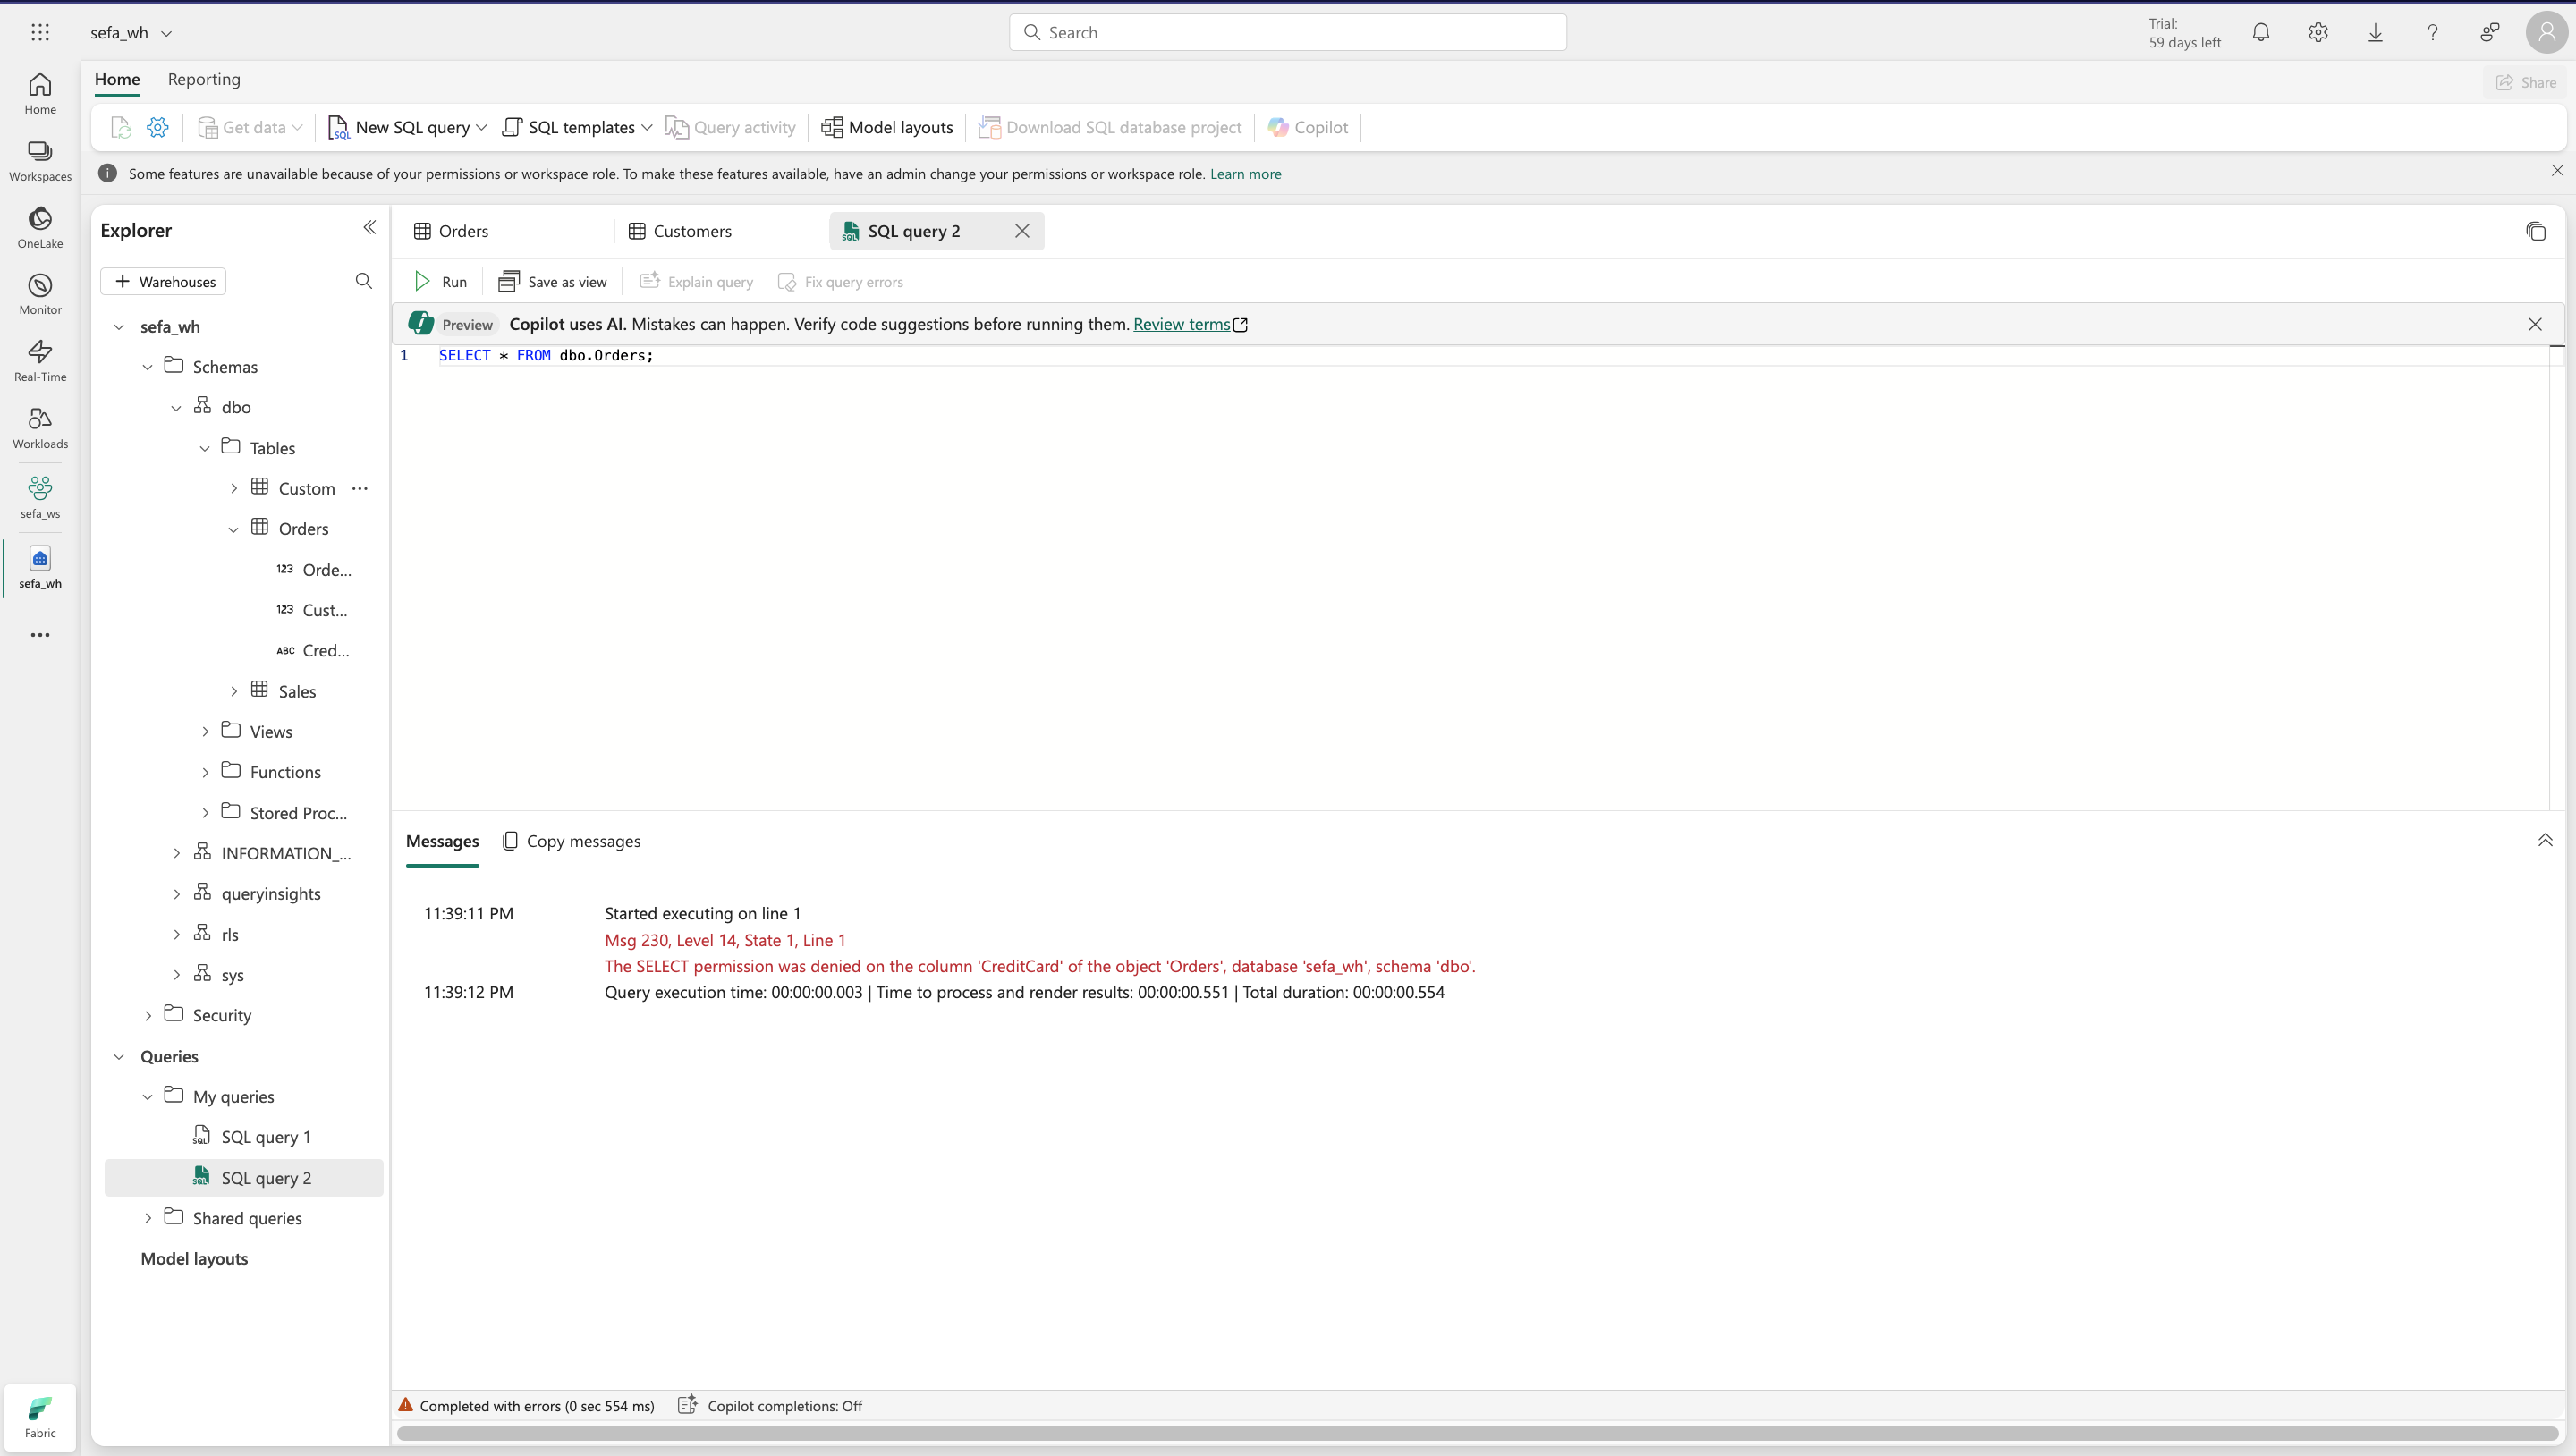 sefa_wh
Search
Trial:
59 days left
Home
Reporting
Share
Get data
New SQL query
SQL templates
Query activity
Model layouts
Download SQL database project
Copilot
Some features are unavailable because of your permissions or workspace role. To make these features available, have an admin change your permissions or workspace role. Learn more
Home
Workspaces
OneLake
Monitor
Real-Time
Workloads
sefa_ws
sefa_wh
Fabric
Explorer
Warehouses
sefa_wh
Schemas
dbo
Tables
Custom
Orders
123 Orde...
123 Cust...
ABC Cred...
Sales
Views
Functions
Stored Proc...
INFORMATION_...
queryinsights
rls
sys
Security
Queries
My queries
SQL query 1
SQL query 2
Shared queries
Model layouts
Orders
Customers
SQL query 2
Run
Save as view
Explain query
Fix query errors
Preview Copilot uses AI. Mistakes can happen. Verify code suggestions before running them. Review terms
1 SELECT * FROM dbo.Orders;
Messages
Copy messages
11:39:11 PM Started executing on line 1
Msg 230, Level 14, State 1, Line 1
The SELECT permission was denied on the column 'CreditCard' of the object 'Orders', database 'sefa_wh', schema 'dbo'.
11:39:12 PM Query execution time: 00:00:00.003 | Time to process and render results: 00:00:00.551 | Total duration: 00:00:00.554
Completed with errors (0 sec 554 ms)
Copilot completions: Off